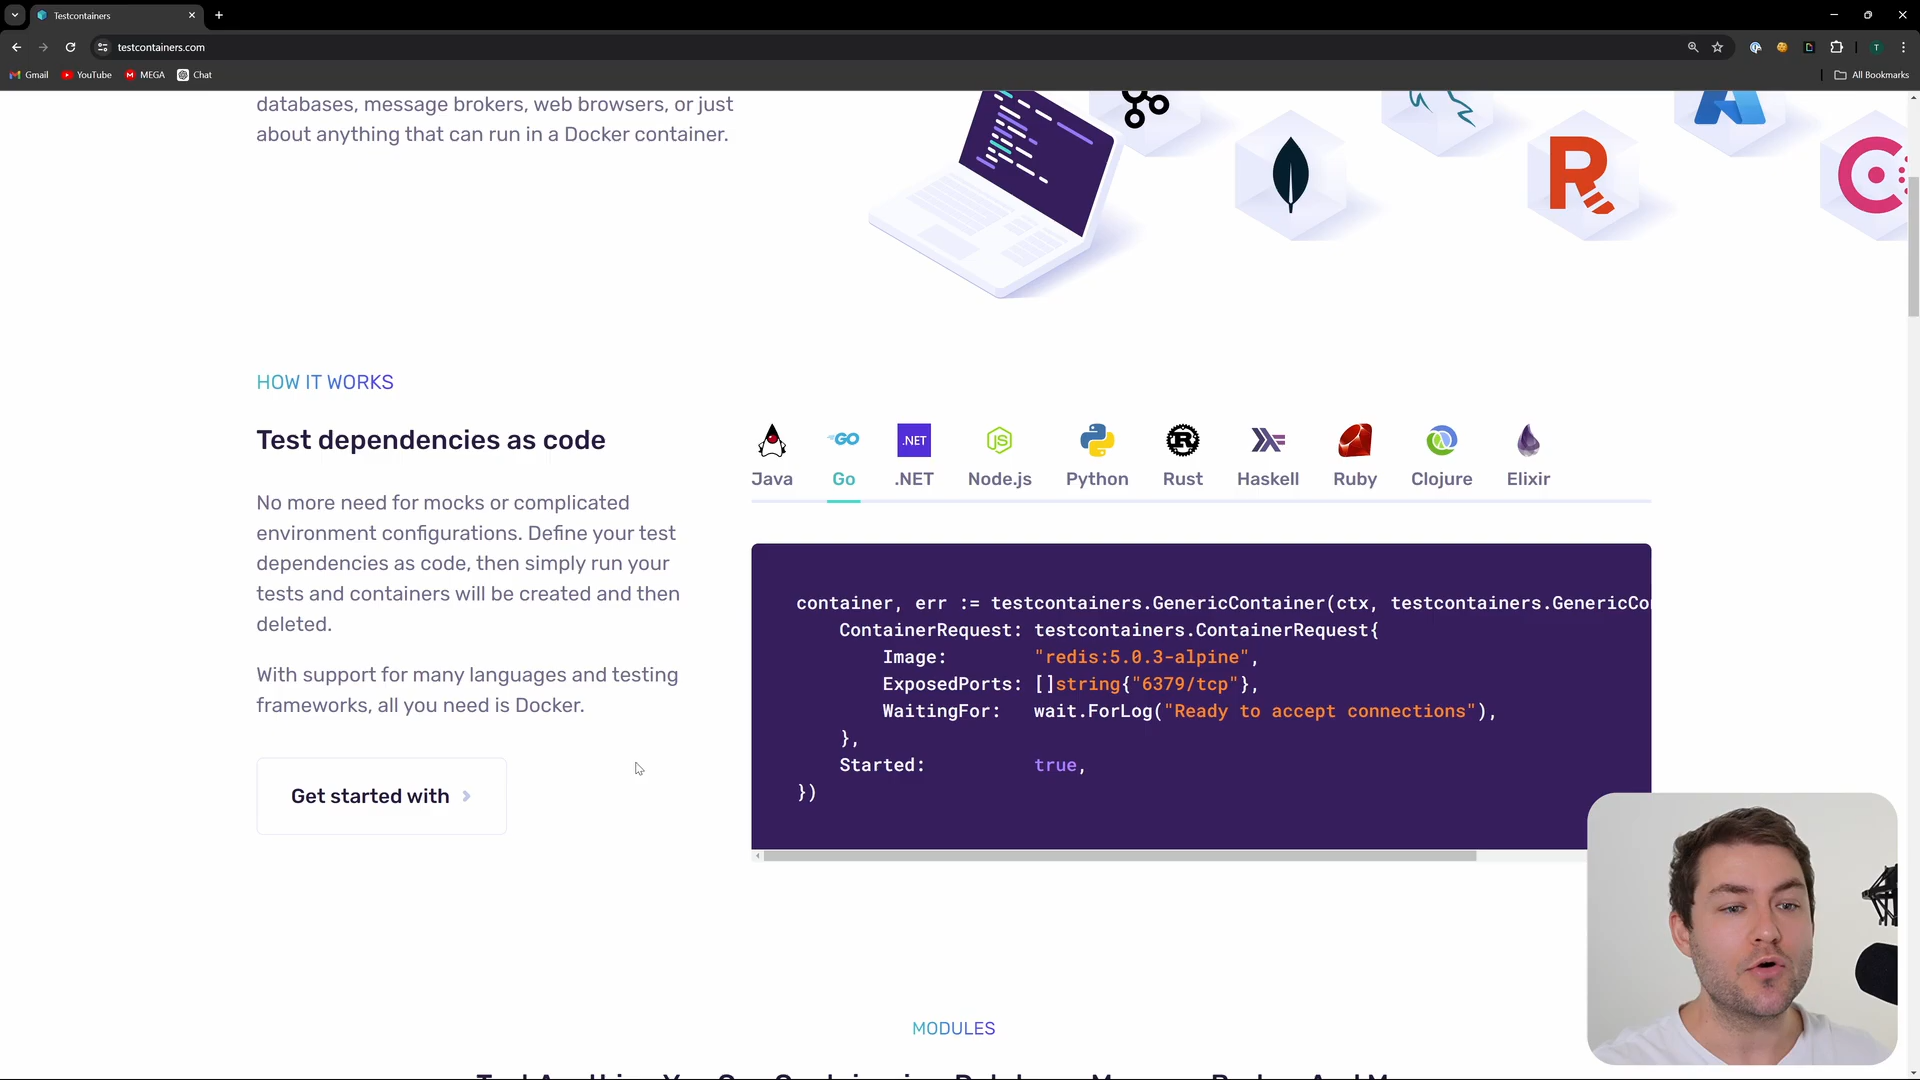 Testcontainers
testcontainers.com
Gmail
YouTube
MEGA
Chat
All Bookmarks
T
databases, message brokers, web browsers, or just
about anything that can run in a Docker container.
HOW IT WORKS
Test dependencies as code
No more need for mocks or complicated
environment configurations. Define your test
dependencies as code, then simply run your
tests and containers will be created and then
deleted.
With support for many languages and testing
frameworks, all you need is Docker.
Get started with
GO
.NET
JS
R
Java
Go
.NET
Node.js
Python
Rust
Haskell
Ruby
Clojure
Elixir
container, err := testcontainers.GenericContainer(ctx, testcontainers.GenericCo
ContainerRequest: testcontainers.ContainerRequest{
Image: "redis:5.0.3-alpine",
ExposedPorts: []string{"6379/tcp"},
WaitingFor: wait.ForLog("Ready to accept connections"),
},
Started: true,
})
MODULES